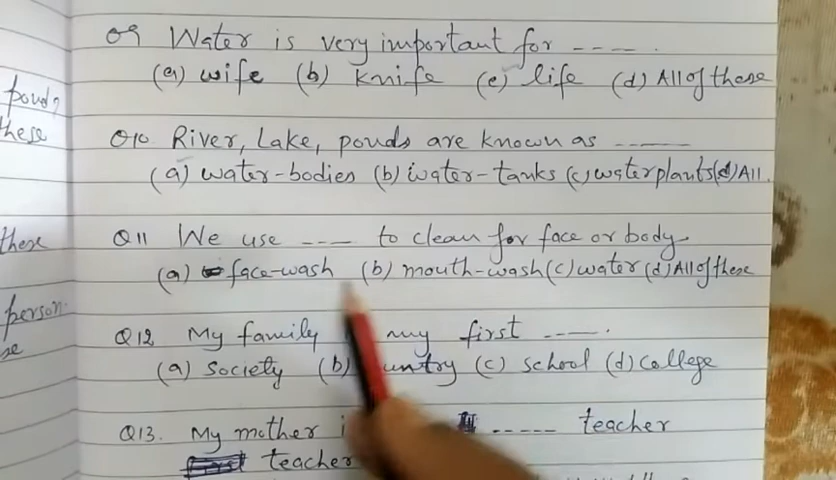 Q9 Water is very important for ----.
(a) wife (b) knife (c) life (d) All of these
pond,
these
Q10 River, Lake, ponds are known as -----
(a) water-bodies (b) water-tanks (c) water plants (d) All.
these
Q11 We use ---- to clean for face or body
(a) face-wash (b) mouth-wash (c) water (d) All of these
person.
se
Q12 My family my first ----.
(a) Society (b) untry (c) School (d) College
Q13. My mother i ----- teacher
teacher